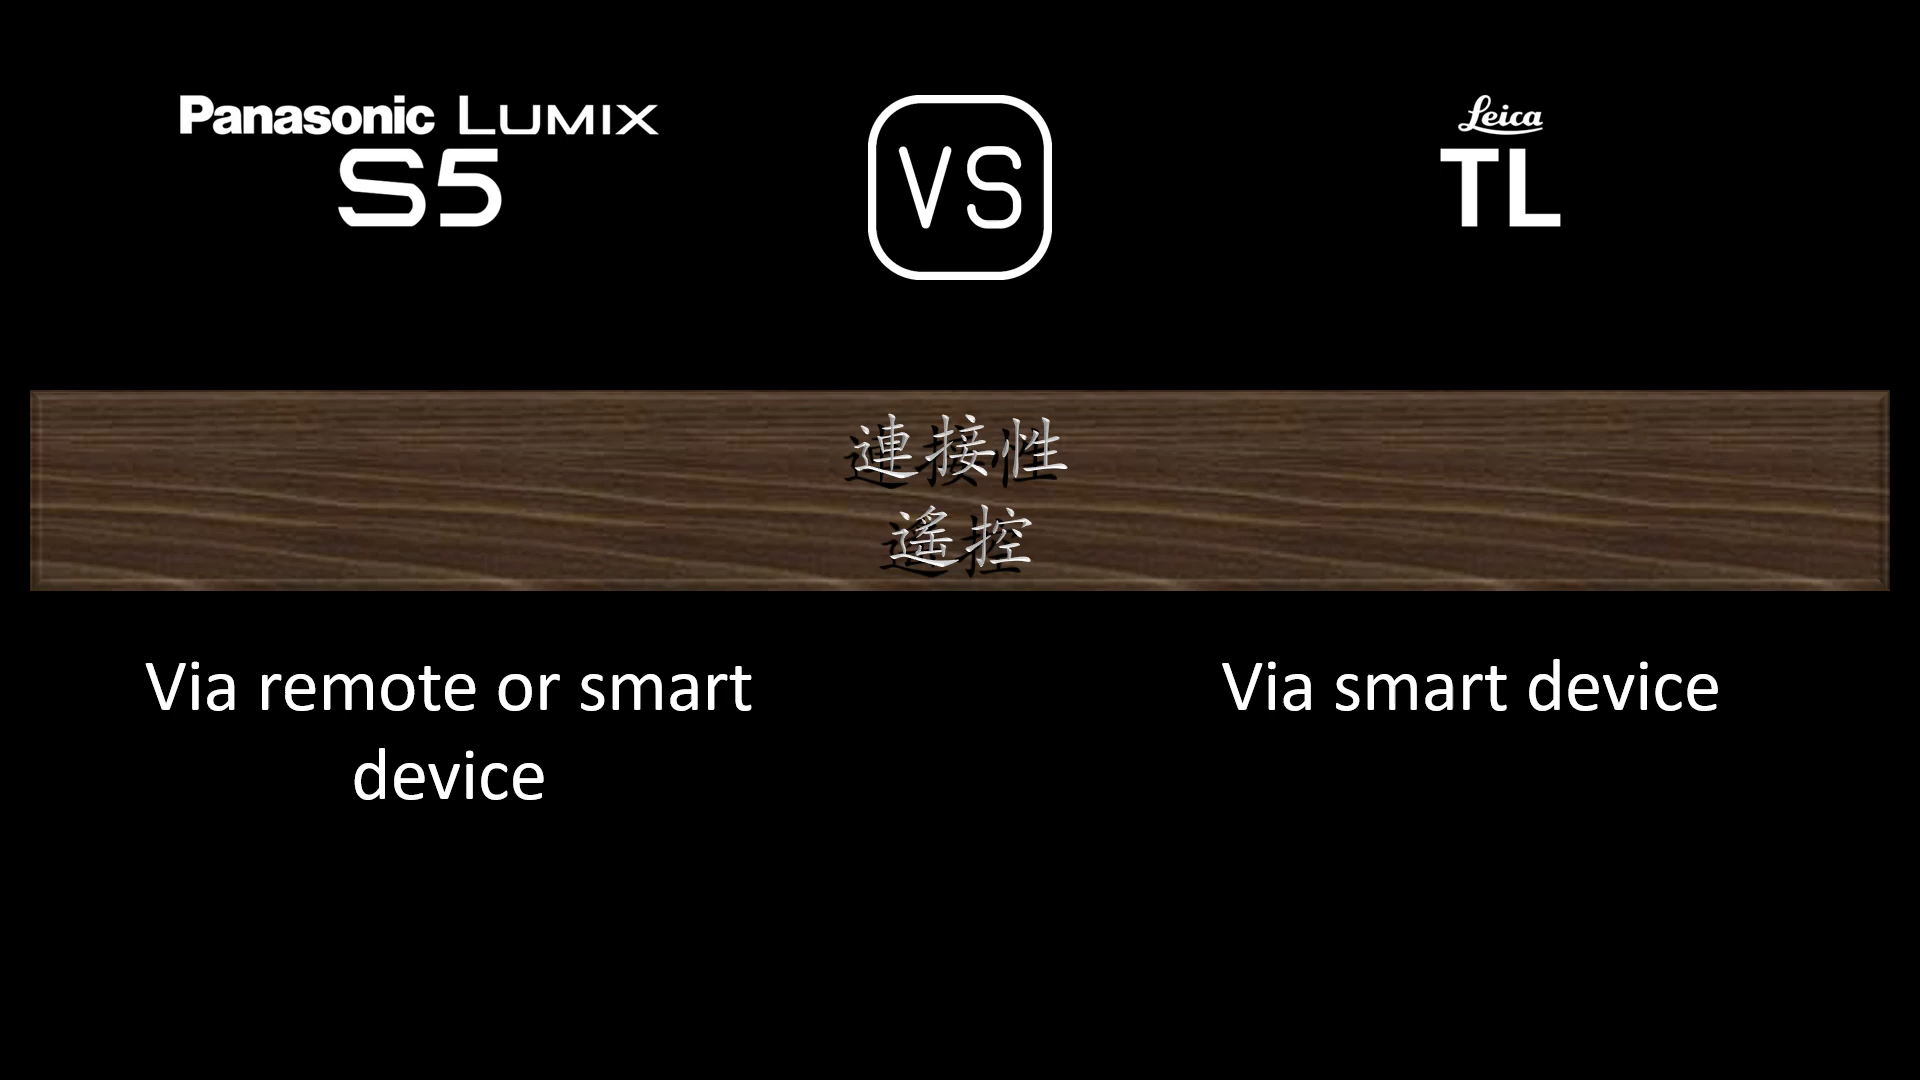 Panasonic LUMIX
S5
VS
Leica
TL
連接性
遙控
Via remote or smart
device
Via smart device